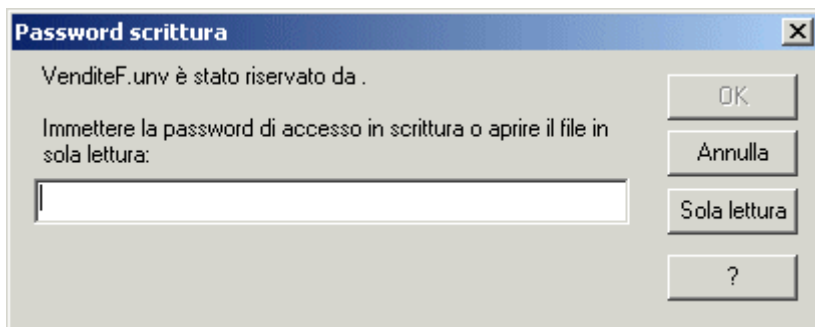 Password scrittura
VenditeF.unv è stato riservato da .
OK
Immettere la password di accesso in scrittura o aprire il file in
sola lettura:
Annulla
Sola lettura
?